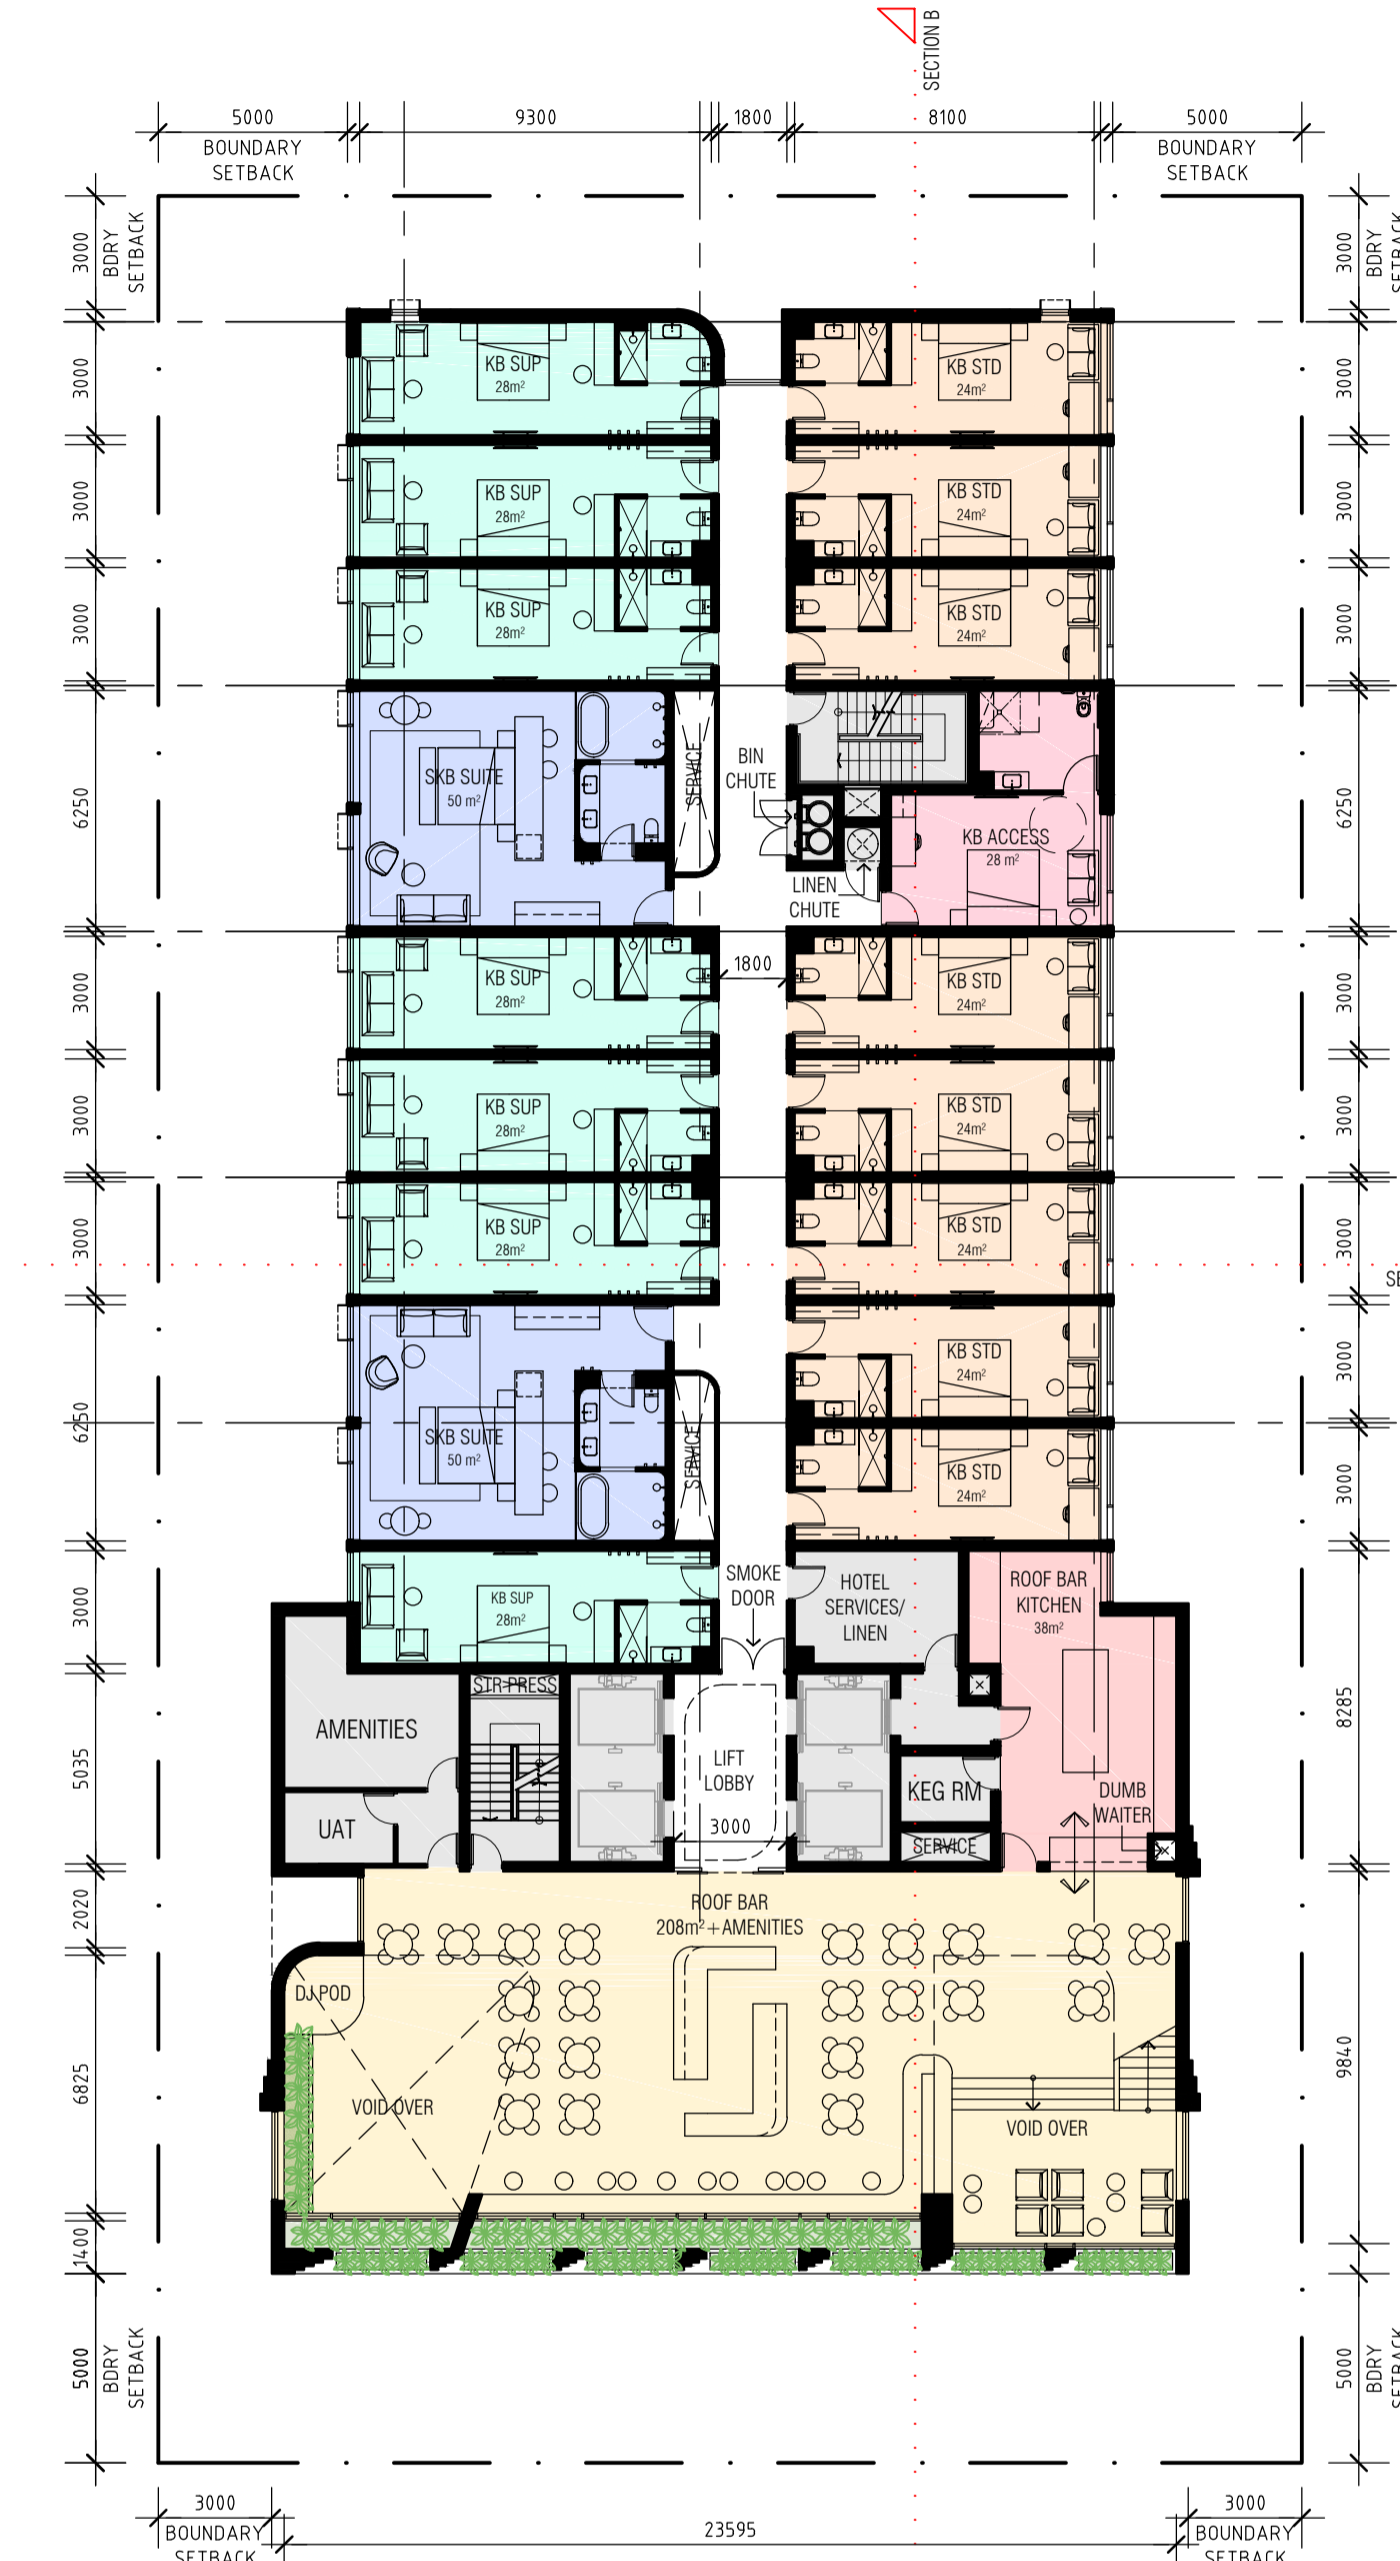 SECTION B
5000
9300
1800
8100
5000
BOUNDARY
SETBACK
BOUNDARY
SETBACK
3000
BDRY
SETBACK
3000
BDRY
3000
KB SUP
28m²
KB STD
24m²
3000
3000
KB SUP
28m²
KB STD
24m²
3000
3000
KB SUP
28m²
KB STD
24m²
3000
6250
SKB SUITE
50 m²
SERVICE
BIN
CHUTE
LINEN
CHUTE
KB ACCESS
28 m²
6250
3000
KB SUP
28m²
1800
KB STD
24m²
3000
3000
KB SUP
28m²
KB STD
24m²
3000
3000
KB SUP
28m²
KB STD
24m²
3000
6250
SKB SUITE
50 m²
SERVICE
KB STD
24m²
3000
KB STD
24m²
3000
3000
KB SUP
28m²
SMOKE
DOOR
HOTEL
SERVICES/
LINEN
ROOF BAR
KITCHEN
38m²
8285
5035
AMENITIES
UAT
STR PRESS
LIFT
LOBBY
3000
KEG RM
SERVICE
DUMB
WAITER
2020
ROOF BAR
208m²+AMENITIES
6825
DJ POD
VOID OVER
VOID OVER
9840
1400
5000
BDRY
SETBACK
5000
BDRY
3000
BOUNDARY
SETBACK
23595
3000
BOUNDARY
SETBACK